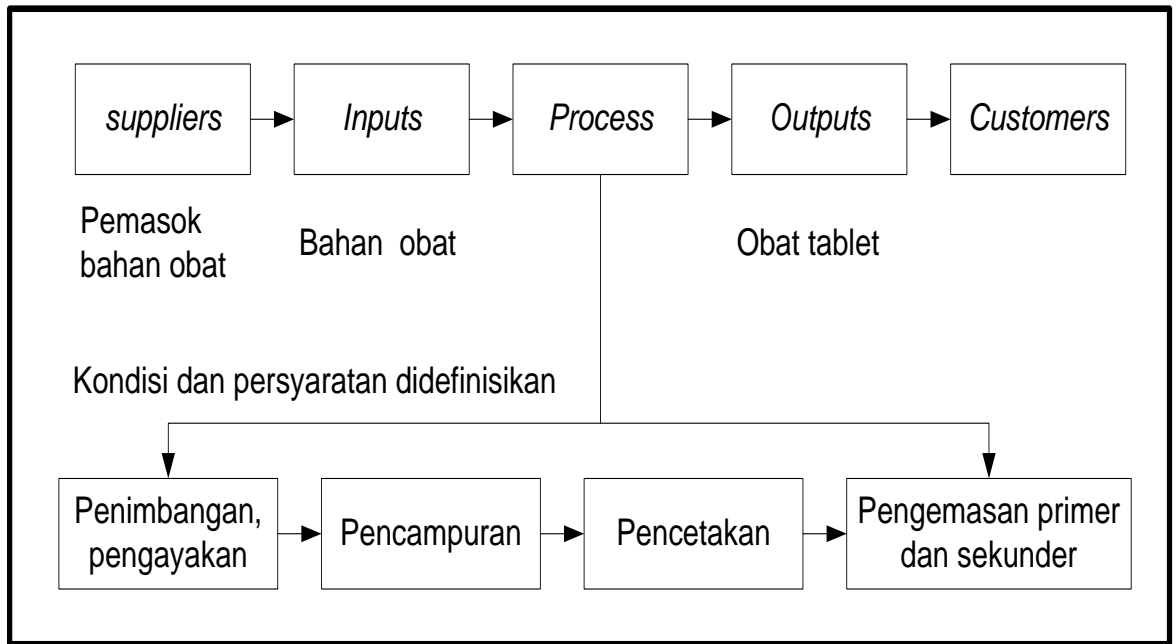 suppliers
Inputs
Process
Outputs
Customers
Pemasok
bahan obat
Bahan obat
Obat tablet
Kondisi dan persyaratan didefinisikan
Penimbangan,
pengayakan
Pencampuran
Pencetakan
Pengemasan primer
dan sekunder